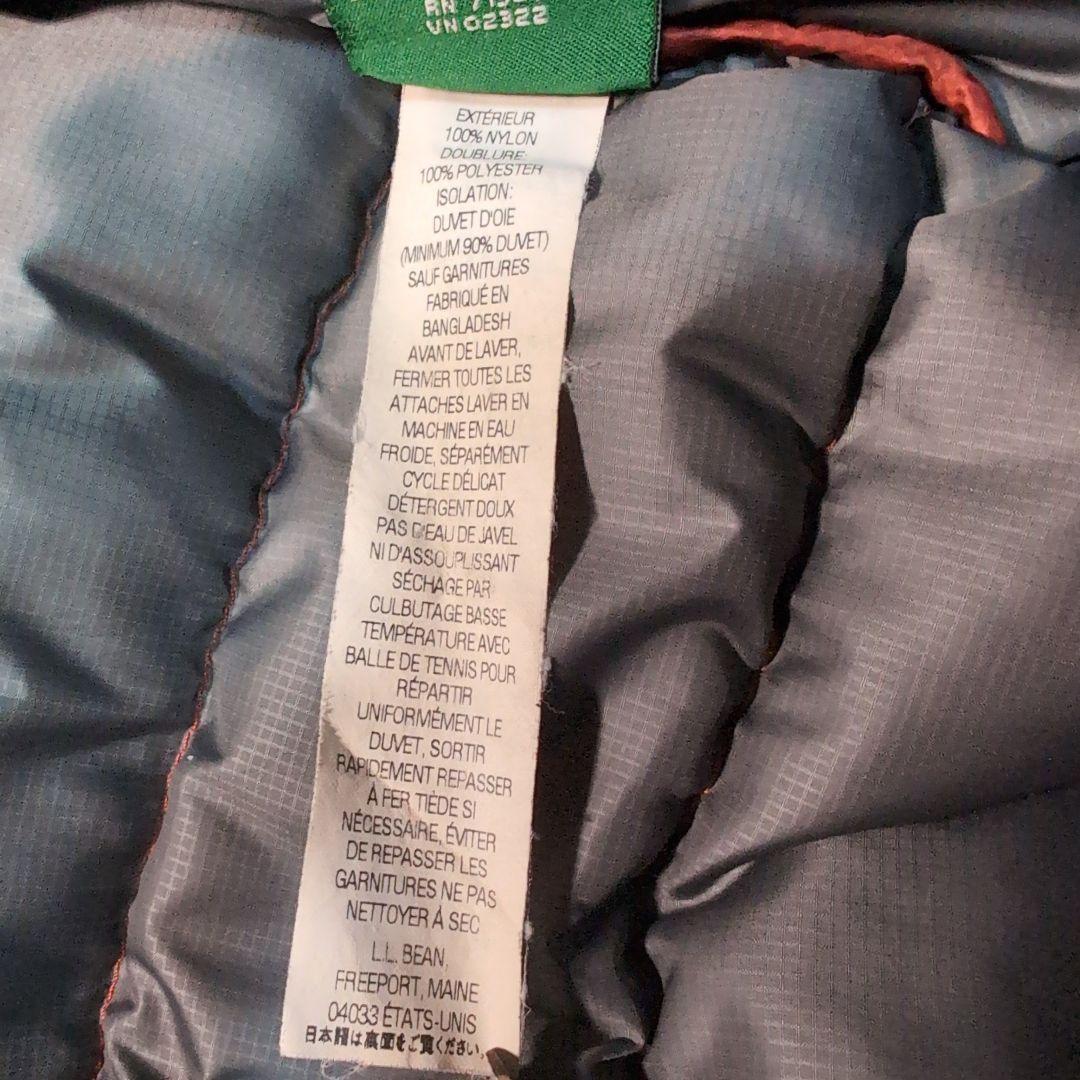 RN
VN 02322
EXTÉRIEUR
100% NYLON
DOUBLURE:
100% POLYESTER
ISOLATION:
DUVET D'OIE
(MINIMUM 90% DUVET)
SAUF GARNITURES
FABRIQUÉ EN
BANGLADESH
AVANT DE LAVER,
FERMER TOUTES LES
ATTACHES LAVER EN
MACHINE EN EAU
FROIDE, SÉPARÉMENT
CYCLE DÉLICAT
DÉTERGENT DOUX
PAS D'EAU DE JAVEL
NI D'ASSOUPLISSANT
SÉCHAGE PAR
CULBUTAGE BASSE
TEMPÉRATURE AVEC
BALLE DE TENNIS POUR
RÉPARTIR
UNIFORMÉMENT LE
DUVET, SORTIR
RAPIDEMENT REPASSER
À FER TIÈDE SI
NÉCESSAIRE, ÉVITER
DE REPASSER LES
GARNITURES NE PAS
NETTOYER À SEC
L.L. BEAN,
FREEPORT, MAINE
04033 ÉTATS-UNIS
日本語は裏面をご覧ください。